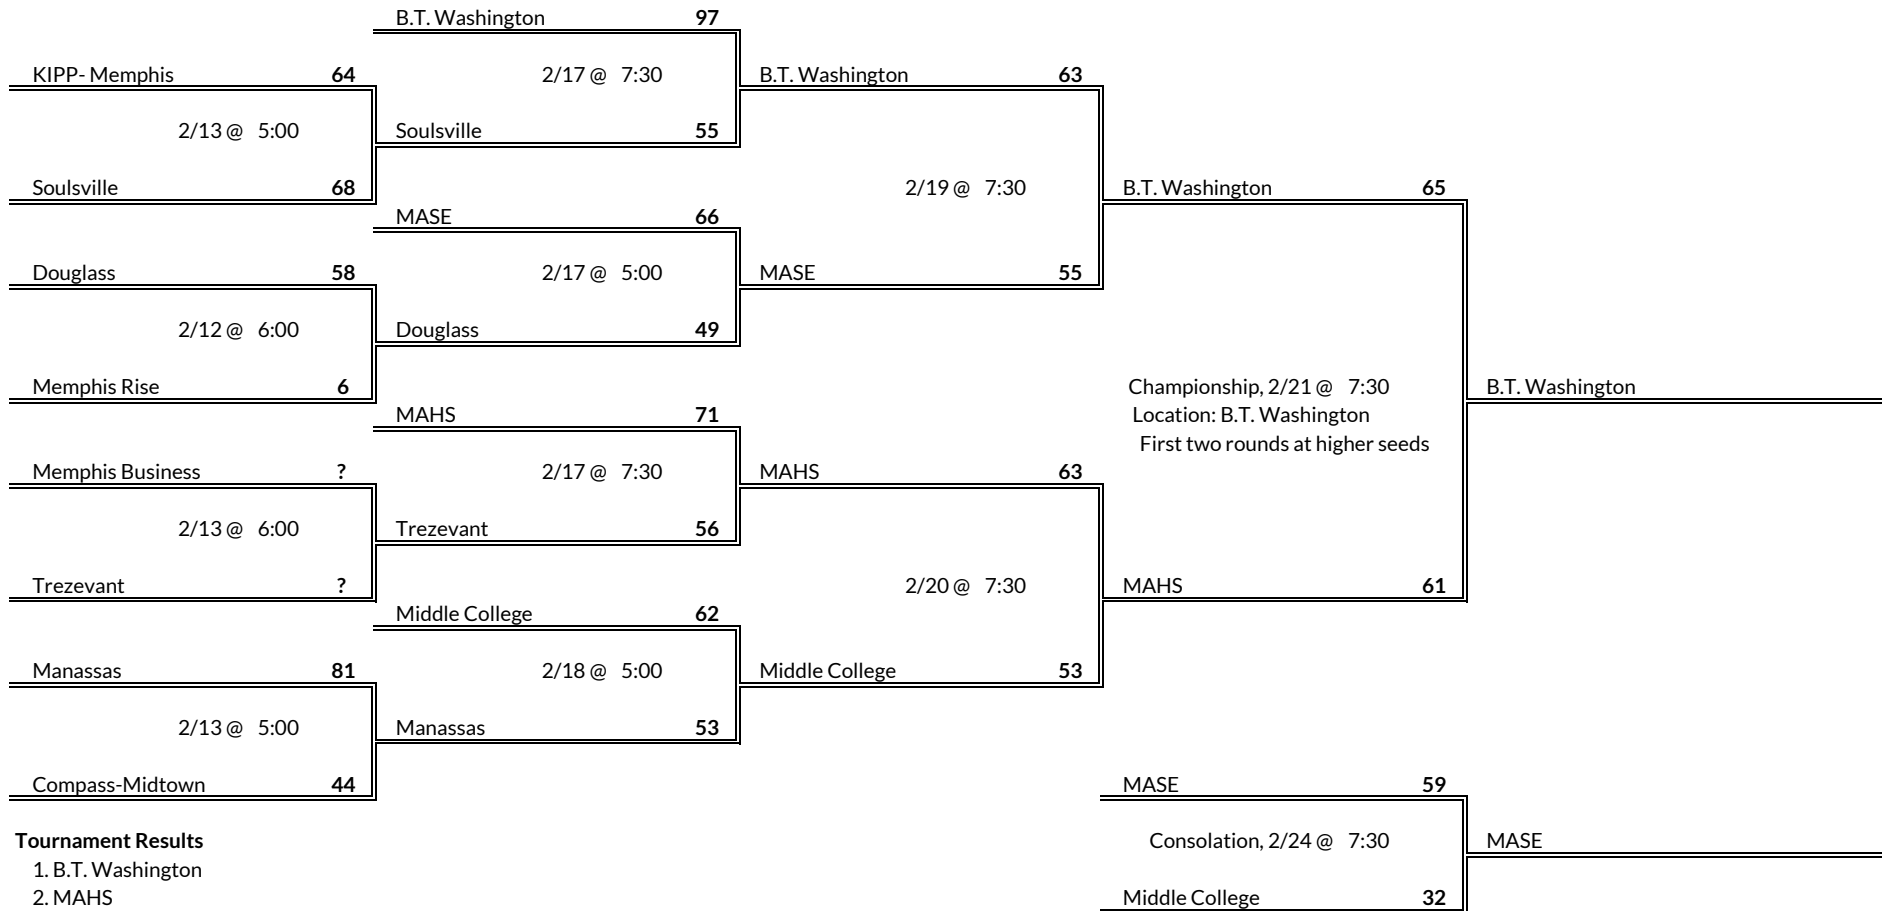 B.T. Washington 97
KIPP- Memphis 64
2/17 @ 7:30
B.T. Washington 63
2/13 @ 5:00
Soulsville 55
Soulsville 68
2/19 @ 7:30
B.T. Washington 65
MASE 66
Douglass 58
2/17 @ 5:00
MASE 55
2/12 @ 6:00
Douglass 49
Memphis Rise 6
Championship, 2/21 @ 7:30
B.T. Washington
MAHS 71
Location: B.T. Washington
First two rounds at higher seeds
Memphis Business ?
2/17 @ 7:30
MAHS 63
2/13 @ 6:00
Trezevant 56
Trezevant ?
2/20 @ 7:30
MAHS 61
Middle College 62
Manassas 81
2/18 @ 5:00
Middle College 53
2/13 @ 5:00
Manassas 53
Compass-Midtown 44
MASE 59
Tournament Results
Consolation, 2/24 @ 7:30
MASE
1. B.T. Washington
2. MAHS
Middle College 32